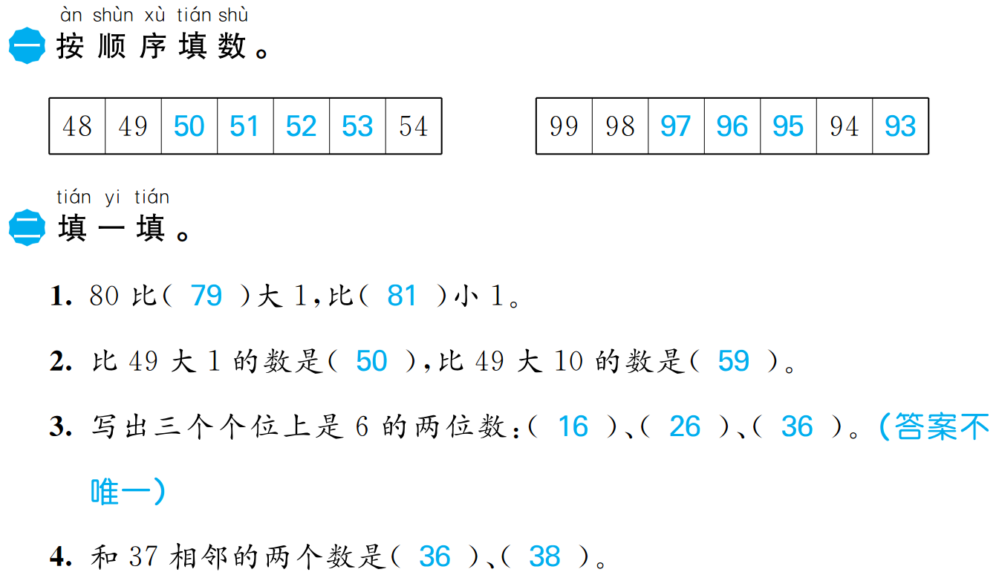 àn shùn xù tián shù
一 按顺序填数。
48 49 50 51 52 53 54 99 98 97 96 95 94 93
tián yi tián
二 填一填。
1. 80 比( 79 )大 1,比( 81 )小 1。
2. 比 49 大 1 的数是( 50 ),比 49 大 10 的数是( 59 )。
3. 写出三个个位上是 6 的两位数:( 16 )、( 26 )、( 36 )。(答案不
唯一)
4. 和 37 相邻的两个数是( 36 )、( 38 )。